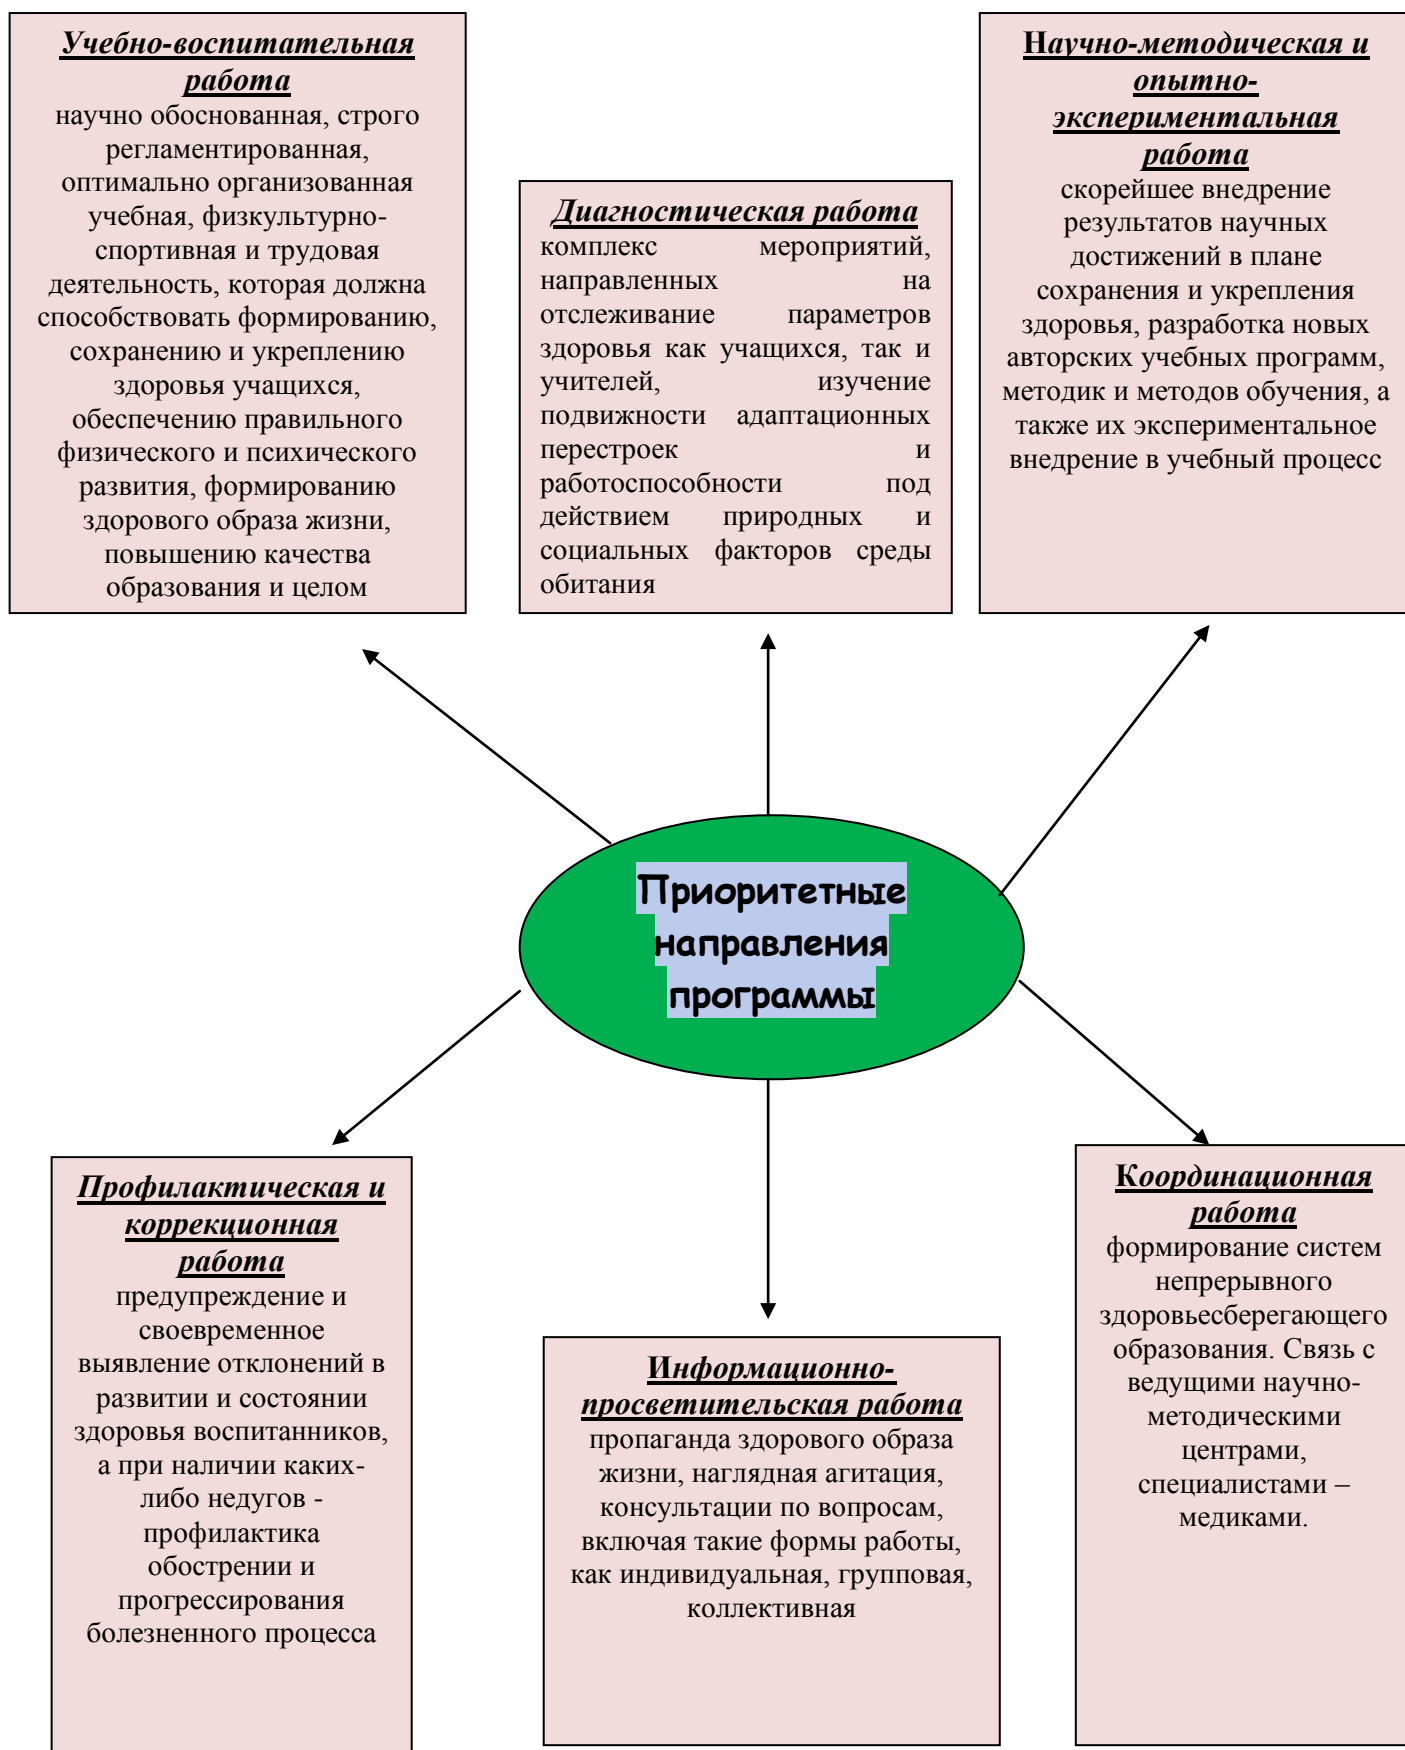 Учебно-воспитательная
работа
научно обоснованная, строго
регламентированная,
оптимально организованная
учебная, физкультурно-
спортивная и трудовая
деятельность, которая должна
способствовать формированию,
сохранению и укреплению
здоровья учащихся,
обеспечению правильного
физического и психического
развития, формированию
здорового образа жизни,
повышению качества
образования и целом
Диагностическая работа
комплекс мероприятий,
направленных на
отслеживание параметров
здоровья как учащихся, так и
учителей, изучение
подвижности адаптационных
перестроек и
работоспособности под
действием природных и
социальных факторов среды
обитания
Научно-методическая и
опытно-
экспериментальная
работа
скорейшее внедрение
результатов научных
достижений в плане
сохранения и укрепления
здоровья, разработка новых
авторских учебных программ,
методик и методов обучения, а
также их экспериментальное
внедрение в учебный процесс
Приоритетные
направления
программы
Профилактическая и
коррекционная
работа
предупреждение и
своевременное
выявление отклонений в
развитии и состоянии
здоровья воспитанников,
а при наличии каких-
либо недугов -
профилактика
обострении и
прогрессирования
болезненного процесса
Информационно-
просветительская работа
пропаганда здорового образа
жизни, наглядная агитация,
консультации по вопросам,
включая такие формы работы,
как индивидуальная, групповая,
коллективная
Координационная
работа
формирование систем
непрерывного
здоровьесберегающего
образования. Связь с
ведущими научно-
методическими
центрами,
специалистами –
медиками.